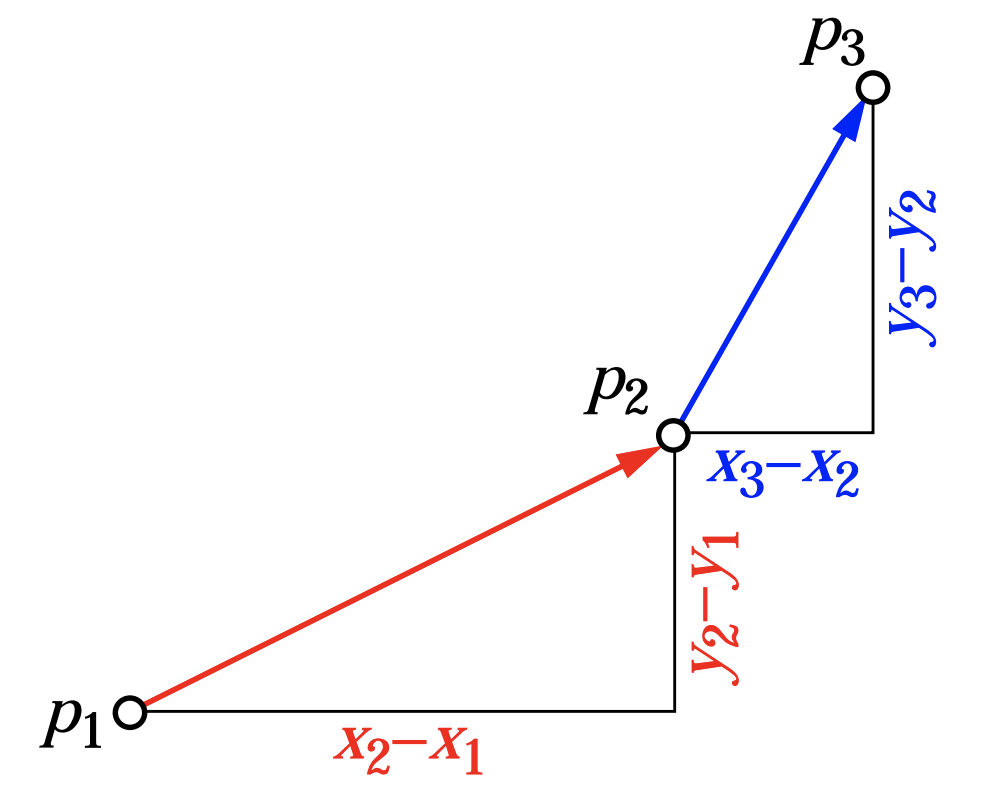 p₃
y₃−y₂
p₂
x₃−x₂
y₂−y₁
p₁
x₂−x₁